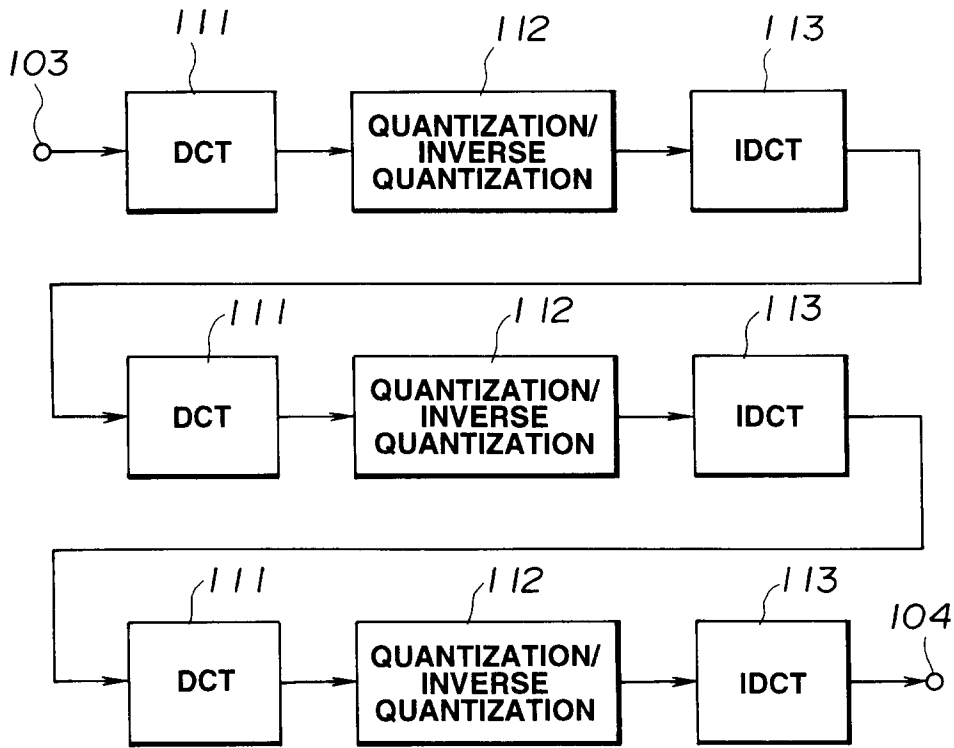 111
112
113
103
DCT
QUANTIZATION/
INVERSE
QUANTIZATION
IDCT
111
112
113
DCT
QUANTIZATION/
INVERSE
QUANTIZATION
IDCT
111
112
113
104
DCT
QUANTIZATION/
INVERSE
QUANTIZATION
IDCT